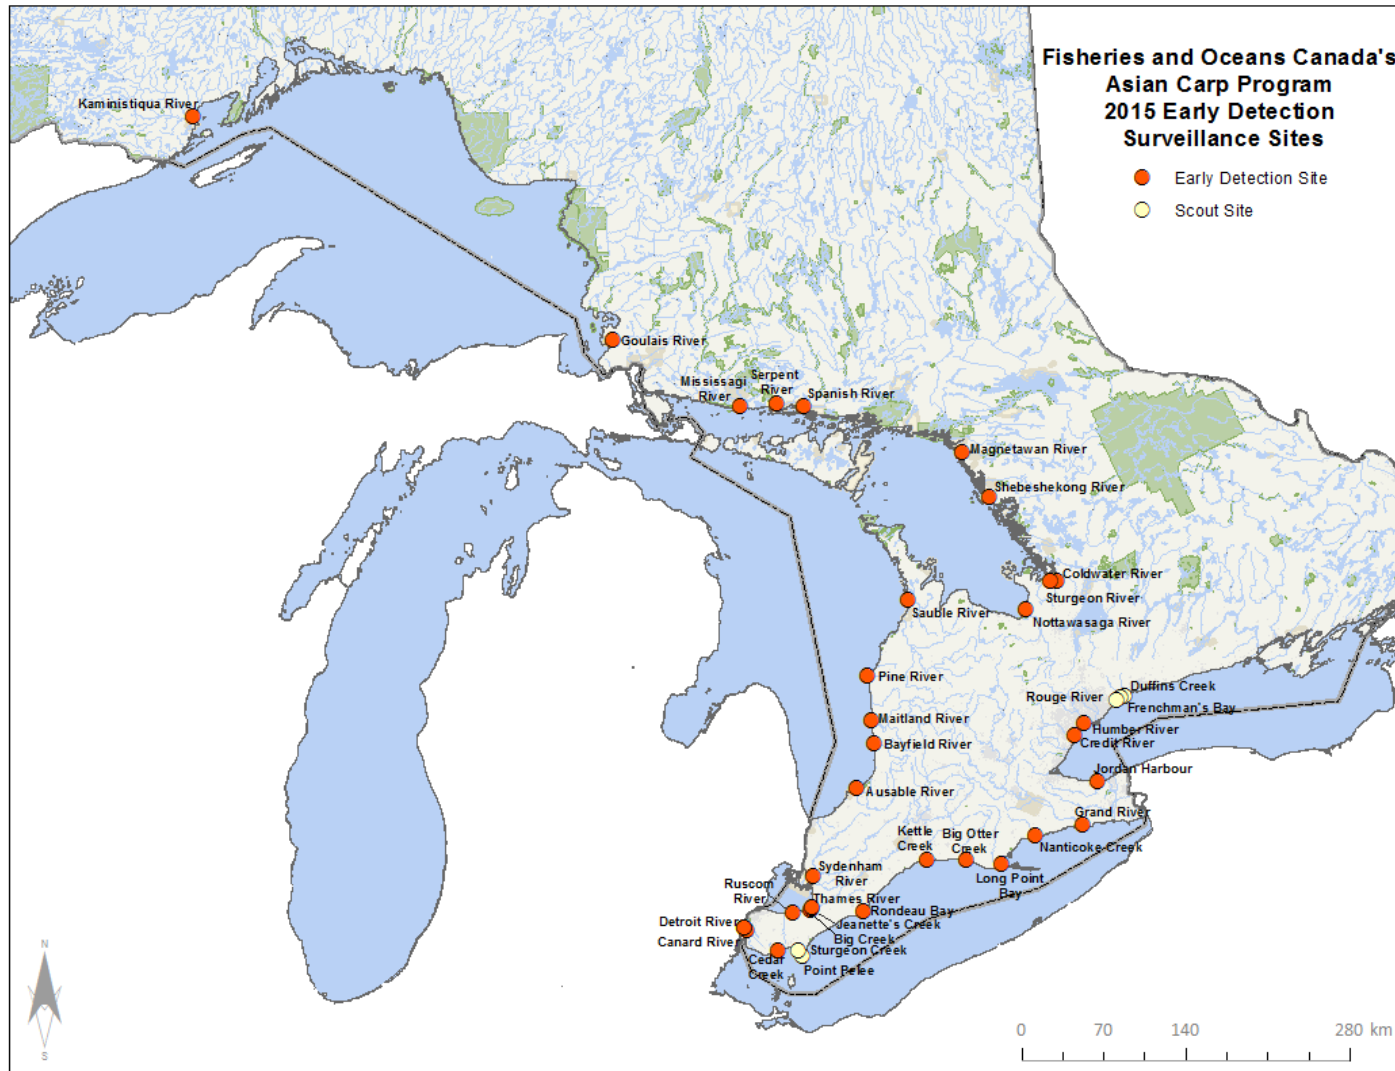 Fisheries and Oceans Canada's
Asian Carp Program
2015 Early Detection
Surveillance Sites
Early Detection Site
Scout Site
Kaministiqua River
Goulais River
Mississagi
River
Serpent
River
Spanish River
Magnetawan River
Shebeshekong River
Coldwater River
Sturgeon River
Nottawasaga River
Sauble River
Pine River
Maitland River
Bayfield River
Ausable River
Rouge River
Duffins Creek
Frenchman's Bay
Humber River
Credit River
Jordan Harbour
Grand River
Nanticoke Creek
Long Point
Bay
Big Otter
Creek
Kettle
Creek
Sydenham
River
Ruscom
River
Thames River
Rondeau Bay
Jeanette's Creek
Big Creek
Detroit River
Canard River
Cedar
Creek
Sturgeon Creek
Point Pelee
N
S
0 70 140 280 km